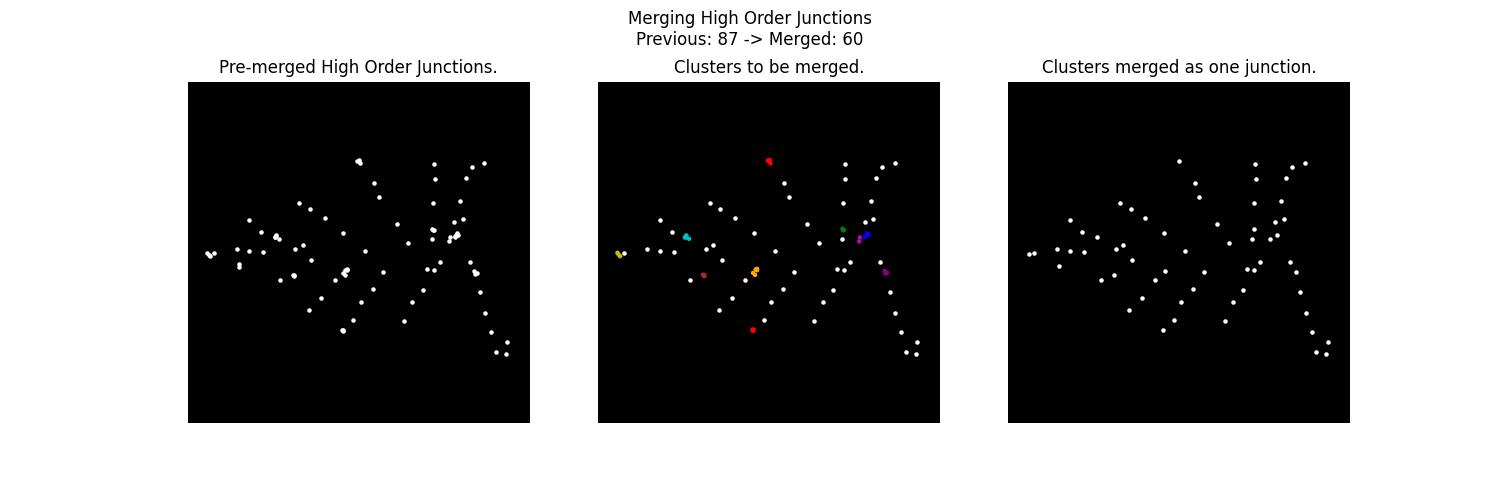 Merging High Order Junctions
Previous: 87 -> Merged: 60
Pre-merged High Order Junctions.
Clusters to be merged.
Clusters merged as one junction.